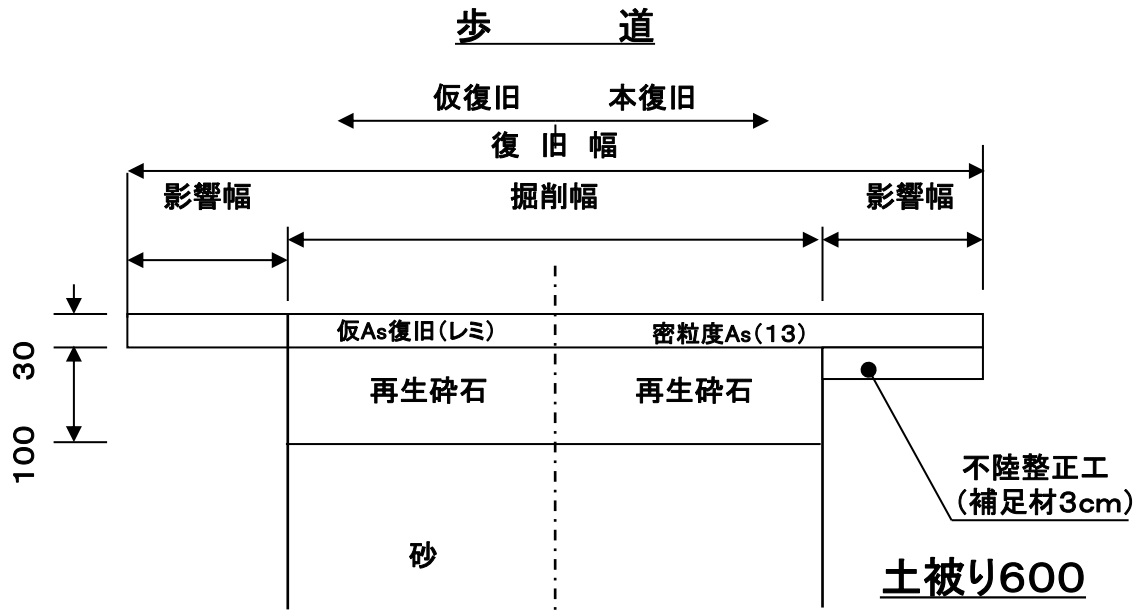 歩　道
仮復旧　本復旧
復 旧 幅
影響幅　掘削幅　影響幅
仮As復旧(レミ)　密粒度As(13)
30
再生砕石　再生砕石
100
不陸整正工
(補足材3cm)
砂
土被り600